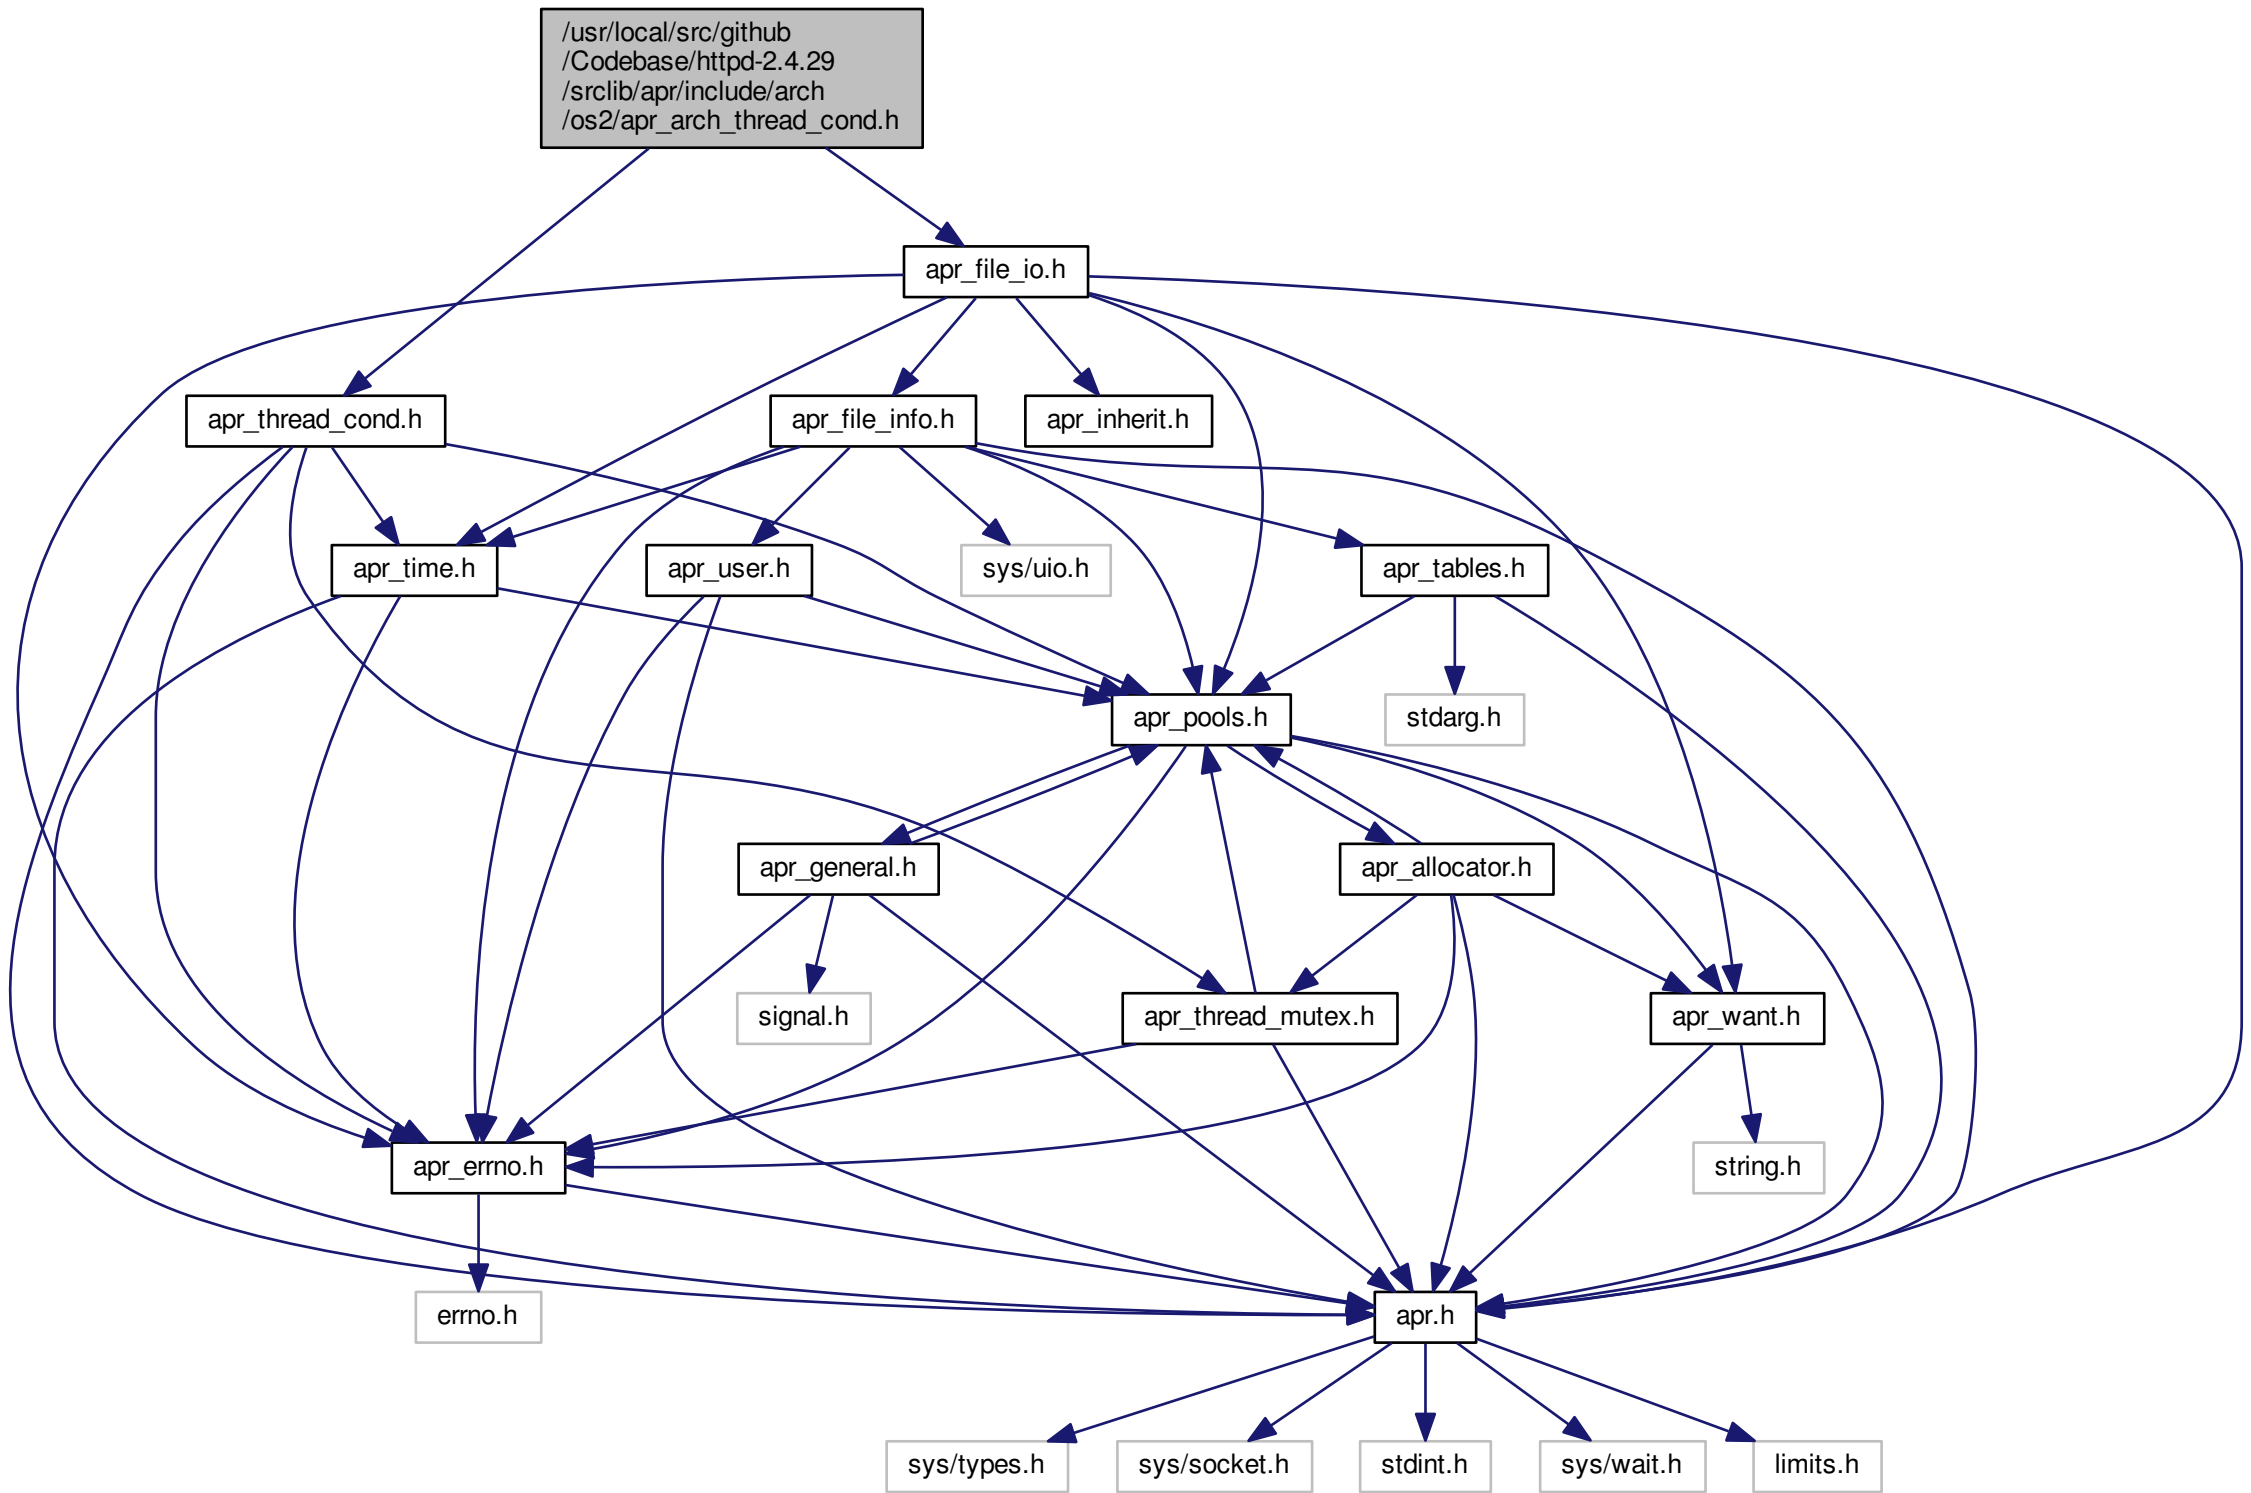 /usr/local/src/github
/Codebase/httpd-2.4.29
/srclib/apr/include/arch
/os2/apr_arch_thread_cond.h
apr_file_io.h
apr_thread_cond.h
apr_file_info.h
apr_inherit.h
apr_time.h
apr_user.h
sys/uio.h
apr_tables.h
apr_pools.h
stdarg.h
apr_general.h
apr_allocator.h
signal.h
apr_thread_mutex.h
apr_want.h
apr_errno.h
string.h
errno.h
apr.h
sys/types.h
sys/socket.h
stdint.h
sys/wait.h
limits.h